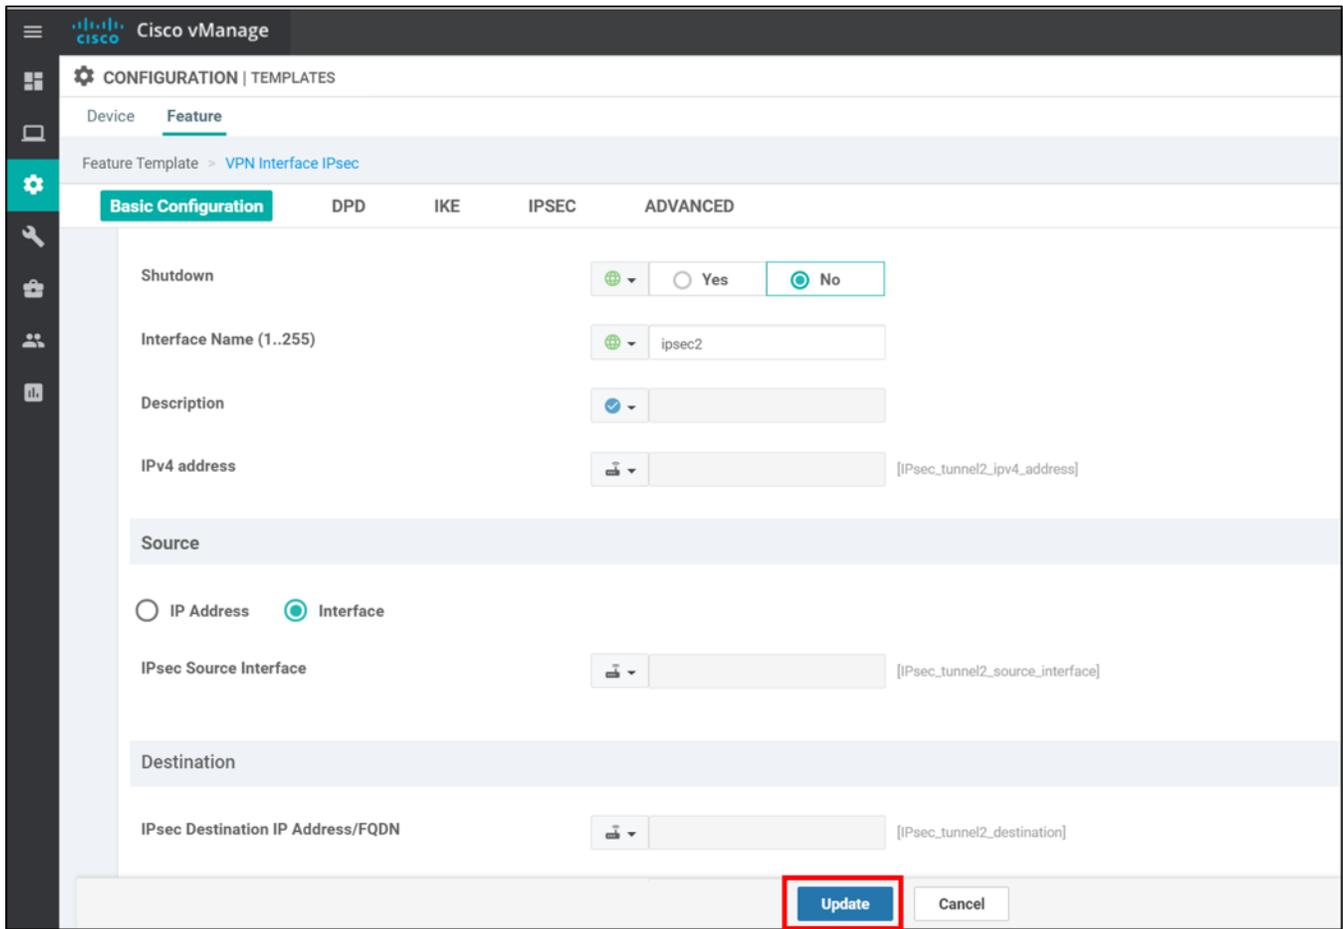 CISCO Cisco vManage
CONFIGURATION | TEMPLATES
Device Feature
Feature Template > VPN Interface IPsec
Basic Configuration DPD IKE IPSEC ADVANCED
Shutdown Yes No
Interface Name (1..255) ipsec2
Description
IPv4 address [IPsec_tunnel2_ipv4_address]
Source
IP Address Interface
IPsec Source Interface [IPsec_tunnel2_source_interface]
Destination
IPsec Destination IP Address/FQDN [IPsec_tunnel2_destination]
Update Cancel